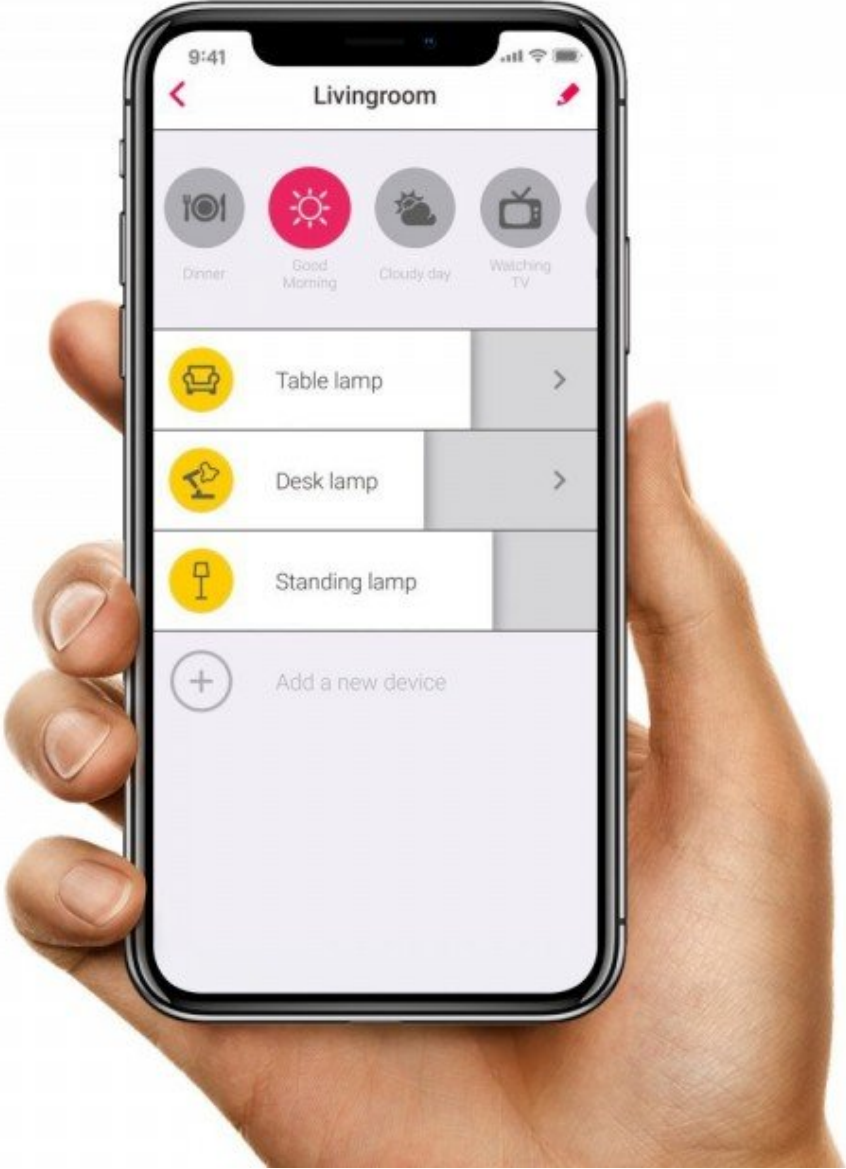 9:41
Livingroom
Dinner
Good
Morning
Cloudy day
Watching
TV
Table lamp
Desk lamp
Standing lamp
Add a new device